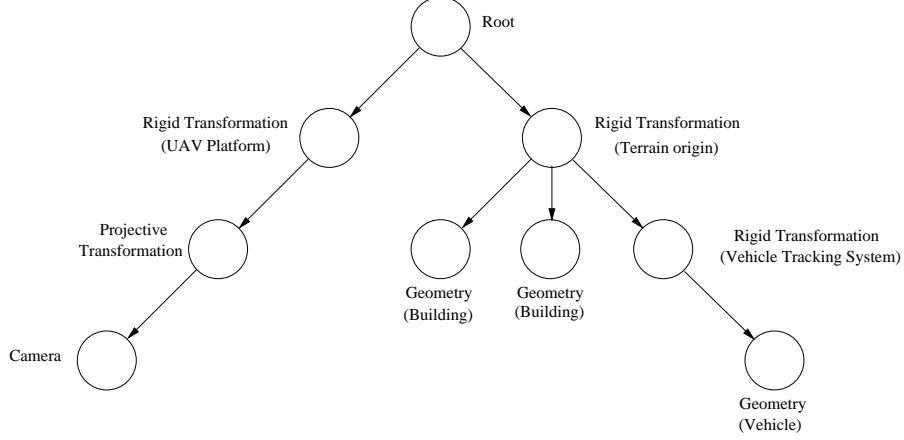 Root
Rigid Transformation
(UAV Platform)
Rigid Transformation
(Terrain origin)
Projective
Transformation
Rigid Transformation
(Vehicle Tracking System)
Geometry
(Building)
Geometry
(Building)
Camera
Geometry
(Vehicle)